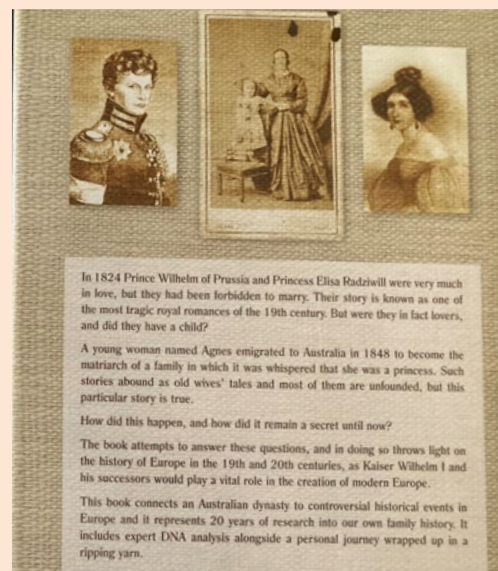 In 1824 Prince Wilhelm of Prussia and Princess Elisa Radziwill were very much
in love, but they had been forbidden to marry. Their story is known as one of
the most tragic royal romances of the 19th century. But were they in fact lovers,
and did they have a child?
A young woman named Agnes emigrated to Australia in 1848 to become the
matriarch of a family in which it was whispered that she was a princess. Such
stories abound as old wives' tales and most of them are unfounded, but this
particular story is true.
How did this happen, and how did it remain a secret until now?
The book attempts to answer these questions, and in doing so throws light on
the history of Europe in the 19th and 20th centuries, as Kaiser Wilhelm I and
his successors would play a vital role in the creation of modern Europe.
This book connects an Australian dynasty to controversial historical events in
Europe and it represents 20 years of research into our own family history. It
includes expert DNA analysis alongside a personal journey wrapped up in a
ripping yarn.